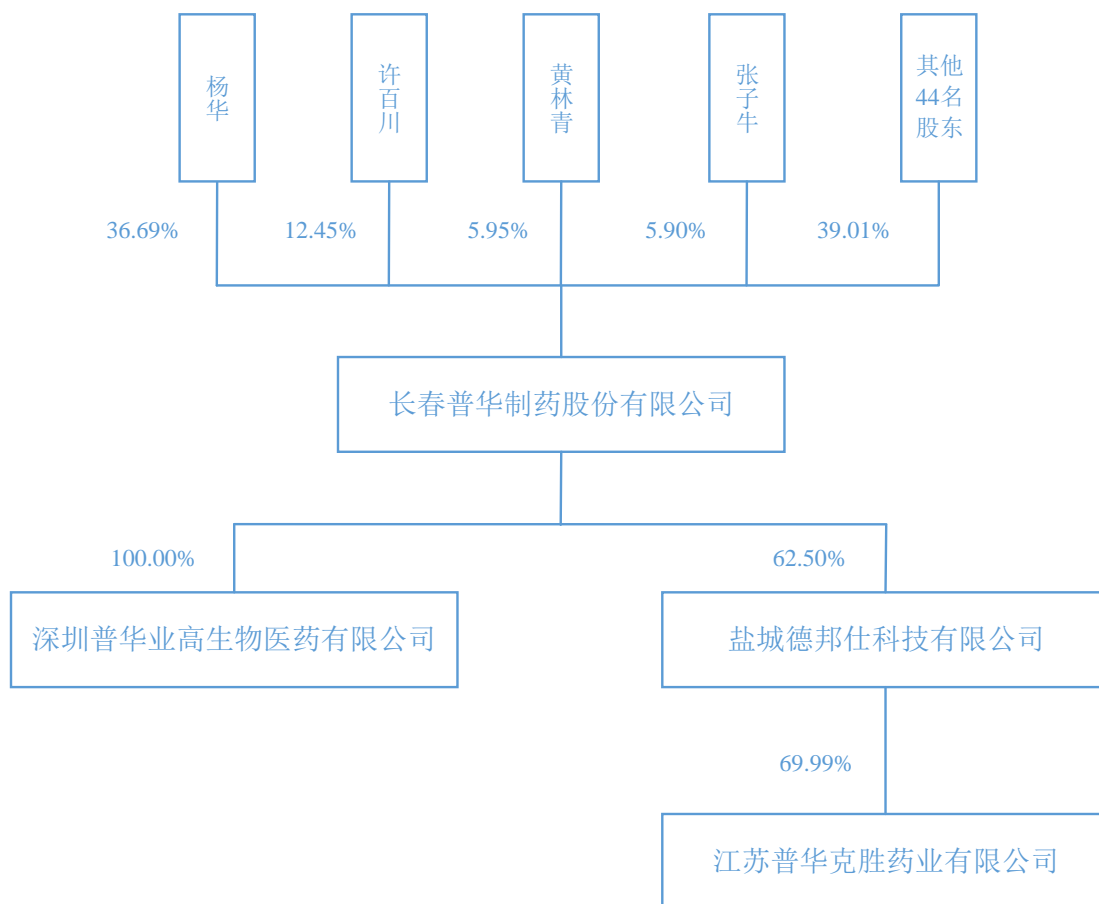 杨华
许百川
黄林青
张子牛
其他
44名
股东
36.69%
12.45%
5.95%
5.90%
39.01%
长春普华制药股份有限公司
100.00%
62.50%
深圳普华业高生物医药有限公司
盐城德邦仕科技有限公司
69.99%
江苏普华克胜药业有限公司